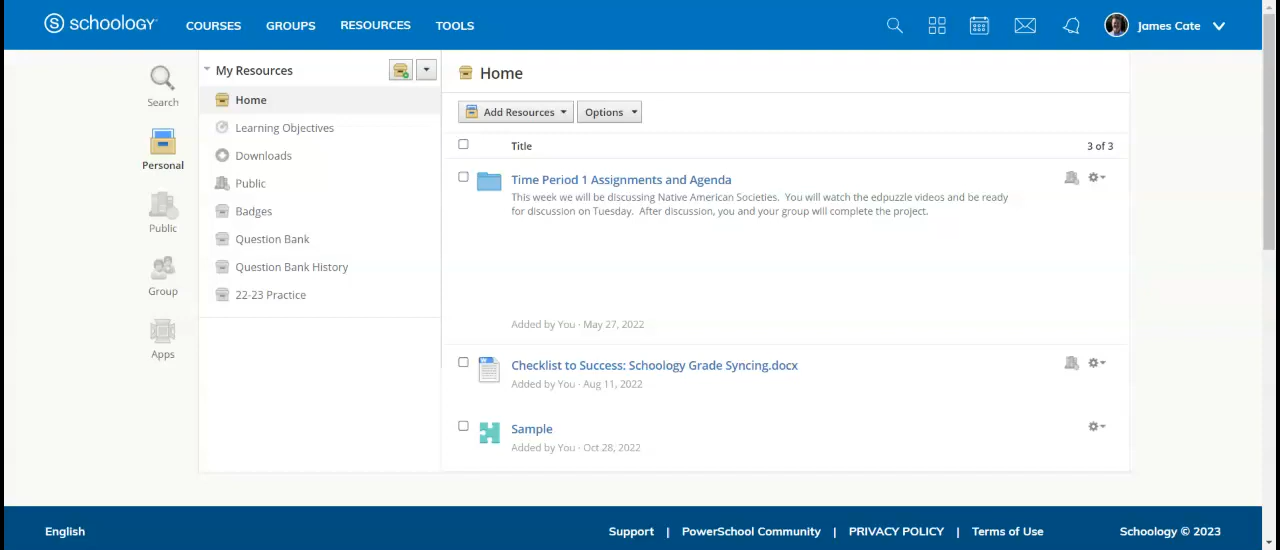 schoology
COURSES
GROUPS
RESOURCES
TOOLS
James Cate
Search
Personal
Public
Group
Apps
My Resources
Home
Learning Objectives
Downloads
Public
Badges
Question Bank
Question Bank History
22-23 Practice
Home
Add Resources
Options
Title
3 of 3
Time Period 1 Assignments and Agenda
This week we will be discussing Native American Societies. You will watch the edpuzzle videos and be ready
for discussion on Tuesday. After discussion, you and your group will complete the project.
Added by You · May 27, 2022
Checklist to Success: Schoology Grade Syncing.docx
Added by You · Aug 11, 2022
Sample
Added by You · Oct 28, 2022
English
Support | PowerSchool Community | PRIVACY POLICY | Terms of Use
Schoology © 2023